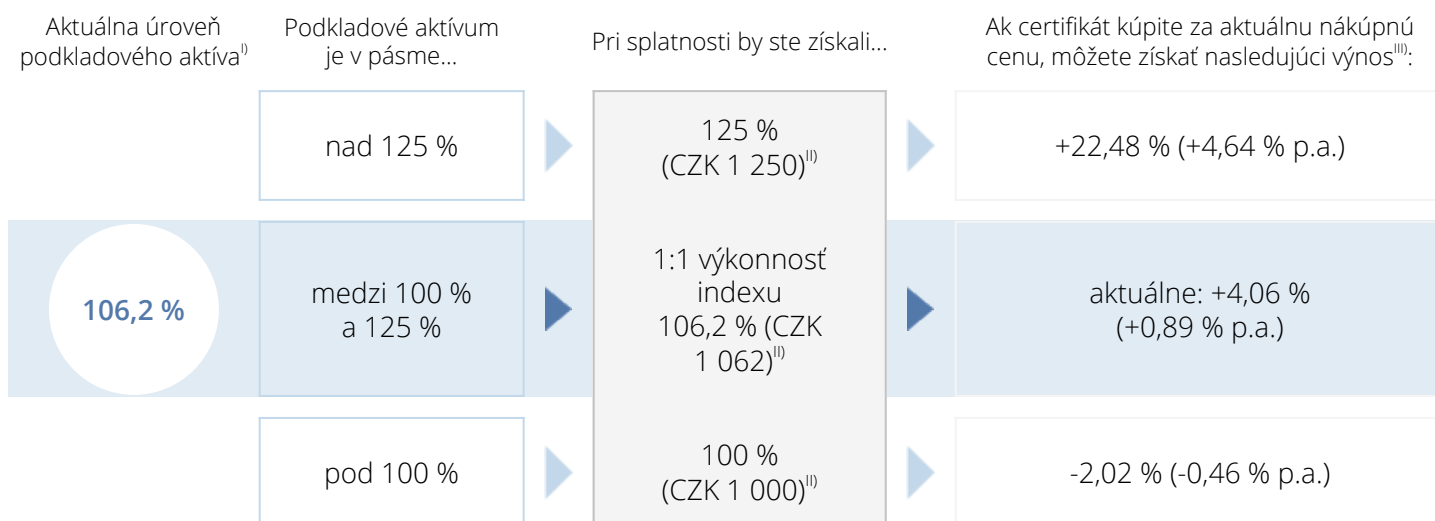 Aktuálna úroveň
podkladového aktívaI)
Podkladové aktívum
je v pásme...
Pri splatnosti by ste získali...
Ak certifikát kúpite za aktuálnu nákupnú
cenu, môžete získať nasledujúci výnosIII):
nad 125 %
125 %
(CZK 1 250)II)
+22,48 % (+4,64 % p.a.)
106,2 %
medzi 100 %
a 125 %
1:1 výkonnosť
indexu
106,2 % (CZK
1 062)II)
aktuálne: +4,06 %
(+0,89 % p.a.)
pod 100 %
100 %
(CZK 1 000)II)
-2,02 % (-0,46 % p.a.)